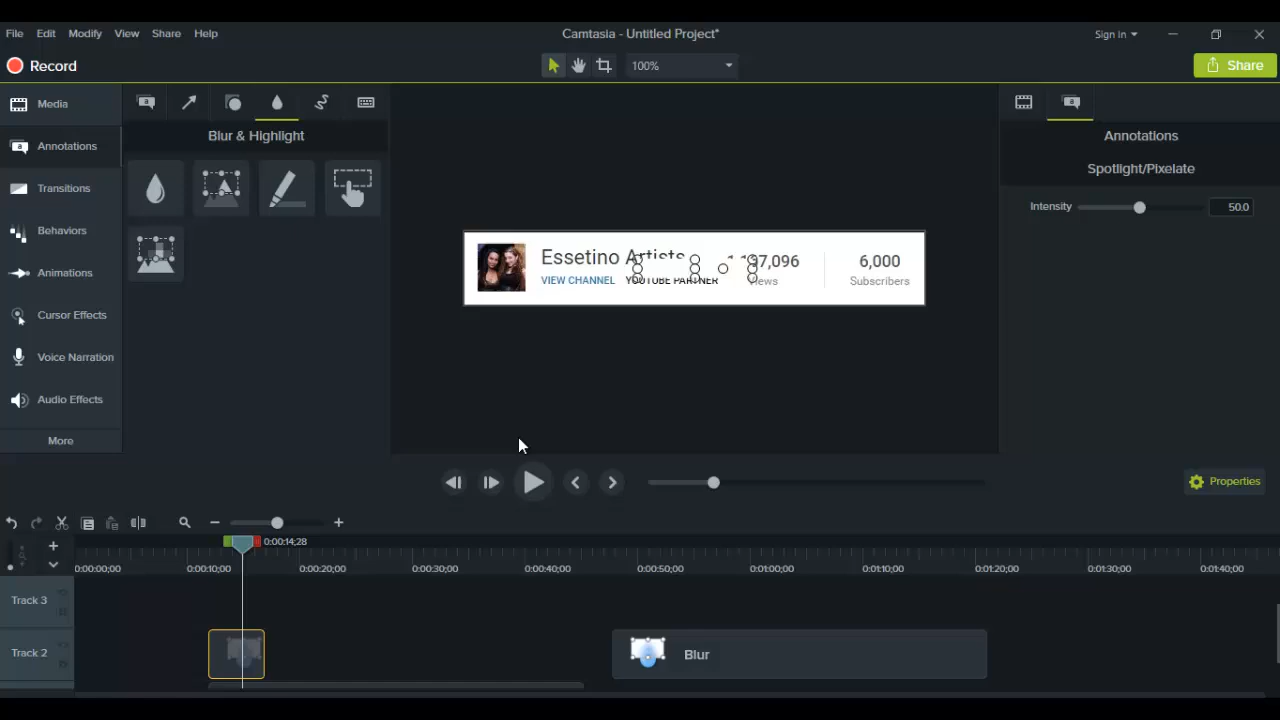 File Edit Modify View Share Help
Camtasia - Untitled Project*
Sign in
Record
100%
Share
Media
Annotations
Transitions
Behaviors
Animations
Cursor Effects
Voice Narration
Audio Effects
More
Blur & Highlight
Essetino Artists
VIEW CHANNEL YOUTUBE PARTNER
97,096
Views
6,000
Subscribers
Annotations
Spotlight/Pixelate
Intensity 50.0
Properties
0:00:14;28
0:00:00;00 0:00:10;00 0:00:20;00 0:00:30;00 0:00:40;00 0:00:50;00 0:01:00;00 0:01:10;00 0:01:20;00 0:01:30;00 0:01:40;00
Track 3
Track 2
Blur